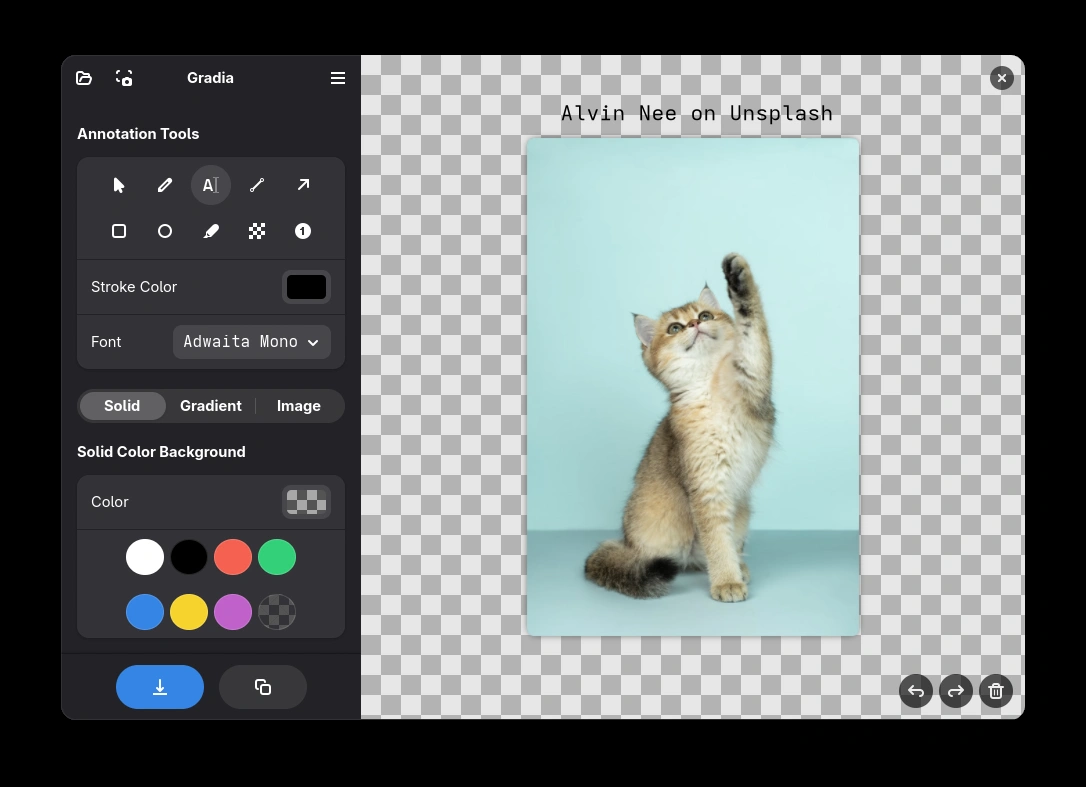 Gradia
Annotation Tools
A
1
Stroke Color
Font
Adwaita Mono
Solid
Gradient
Image
Solid Color Background
Color
Alvin Nee on Unsplash